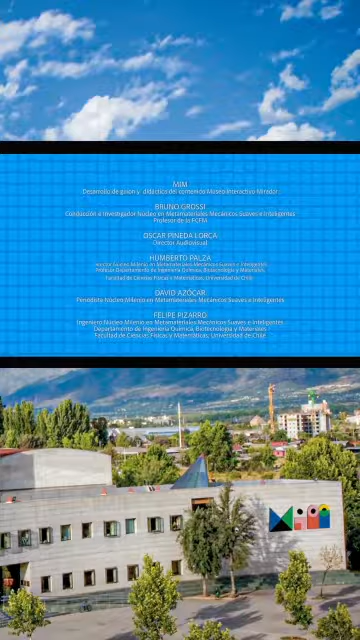 MIM
Desarrollo de guion y didáctica del contenido Museo Interactivo Mirador.
BRUNO GROSSI
Conducción e Investigador Núcleo en Metamateriales Mecánicos Suaves e Inteligentes
Profesor de la FCFM
OSCAR PINEDA LORCA
Director Audiovisual
HUMBERTO PALZA
Director Núcleo Milenio en Metamateriales Mecánicos Suaves e Inteligentes
Profesor Departamento de Ingeniería Química, Biotecnología y Materiales
Facultad de Ciencias Físicas y Matemáticas, Universidad de Chile
DAVID AZÓCAR
Periodista Núcleo Milenio en Metamateriales Mecánicos Suaves e Inteligentes
FELIPE PIZARRO
Ingeniero Núcleo Milenio en Metamateriales Mecánicos Suaves e Inteligentes
Departamento de Ingeniería Química, Biotecnología y Materiales
Facultad de Ciencias Físicas y Matemáticas, Universidad de Chile
mim